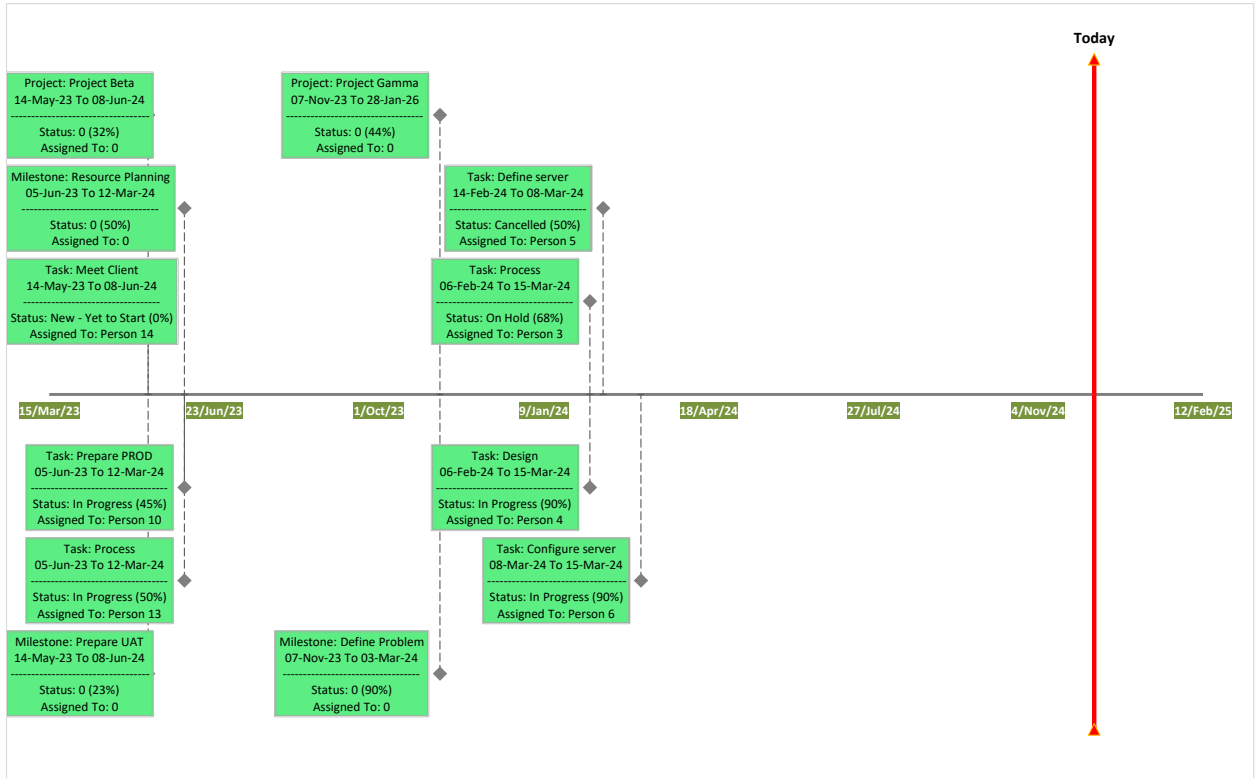 Today
Project: Project Beta
14-May-23 To 08-Jun-24
---------------------------------
Status: 0 (32%)
Assigned To: 0
Project: Project Gamma
07-Nov-23 To 28-Jan-26
---------------------------------
Status: 0 (44%)
Assigned To: 0
Milestone: Resource Planning
05-Jun-23 To 12-Mar-24
---------------------------------
Status: 0 (50%)
Assigned To: 0
Task: Define server
14-Feb-24 To 08-Mar-24
---------------------------------
Status: Cancelled (50%)
Assigned To: Person 5
Task: Meet Client
14-May-23 To 08-Jun-24
---------------------------------
Status: New - Yet to Start (0%)
Assigned To: Person 14
Task: Process
06-Feb-24 To 15-Mar-24
---------------------------------
Status: On Hold (68%)
Assigned To: Person 3
15/Mar/23
23/Jun/23
1/Oct/23
9/Jan/24
18/Apr/24
27/Jul/24
4/Nov/24
12/Feb/25
Task: Prepare PROD
05-Jun-23 To 12-Mar-24
---------------------------------
Status: In Progress (45%)
Assigned To: Person 10
Task: Design
06-Feb-24 To 15-Mar-24
---------------------------------
Status: In Progress (90%)
Assigned To: Person 4
Task: Process
05-Jun-23 To 12-Mar-24
---------------------------------
Status: In Progress (50%)
Assigned To: Person 13
Task: Configure server
08-Mar-24 To 15-Mar-24
---------------------------------
Status: In Progress (90%)
Assigned To: Person 6
Milestone: Prepare UAT
14-May-23 To 08-Jun-24
---------------------------------
Status: 0 (23%)
Assigned To: 0
Milestone: Define Problem
07-Nov-23 To 03-Mar-24
---------------------------------
Status: 0 (90%)
Assigned To: 0